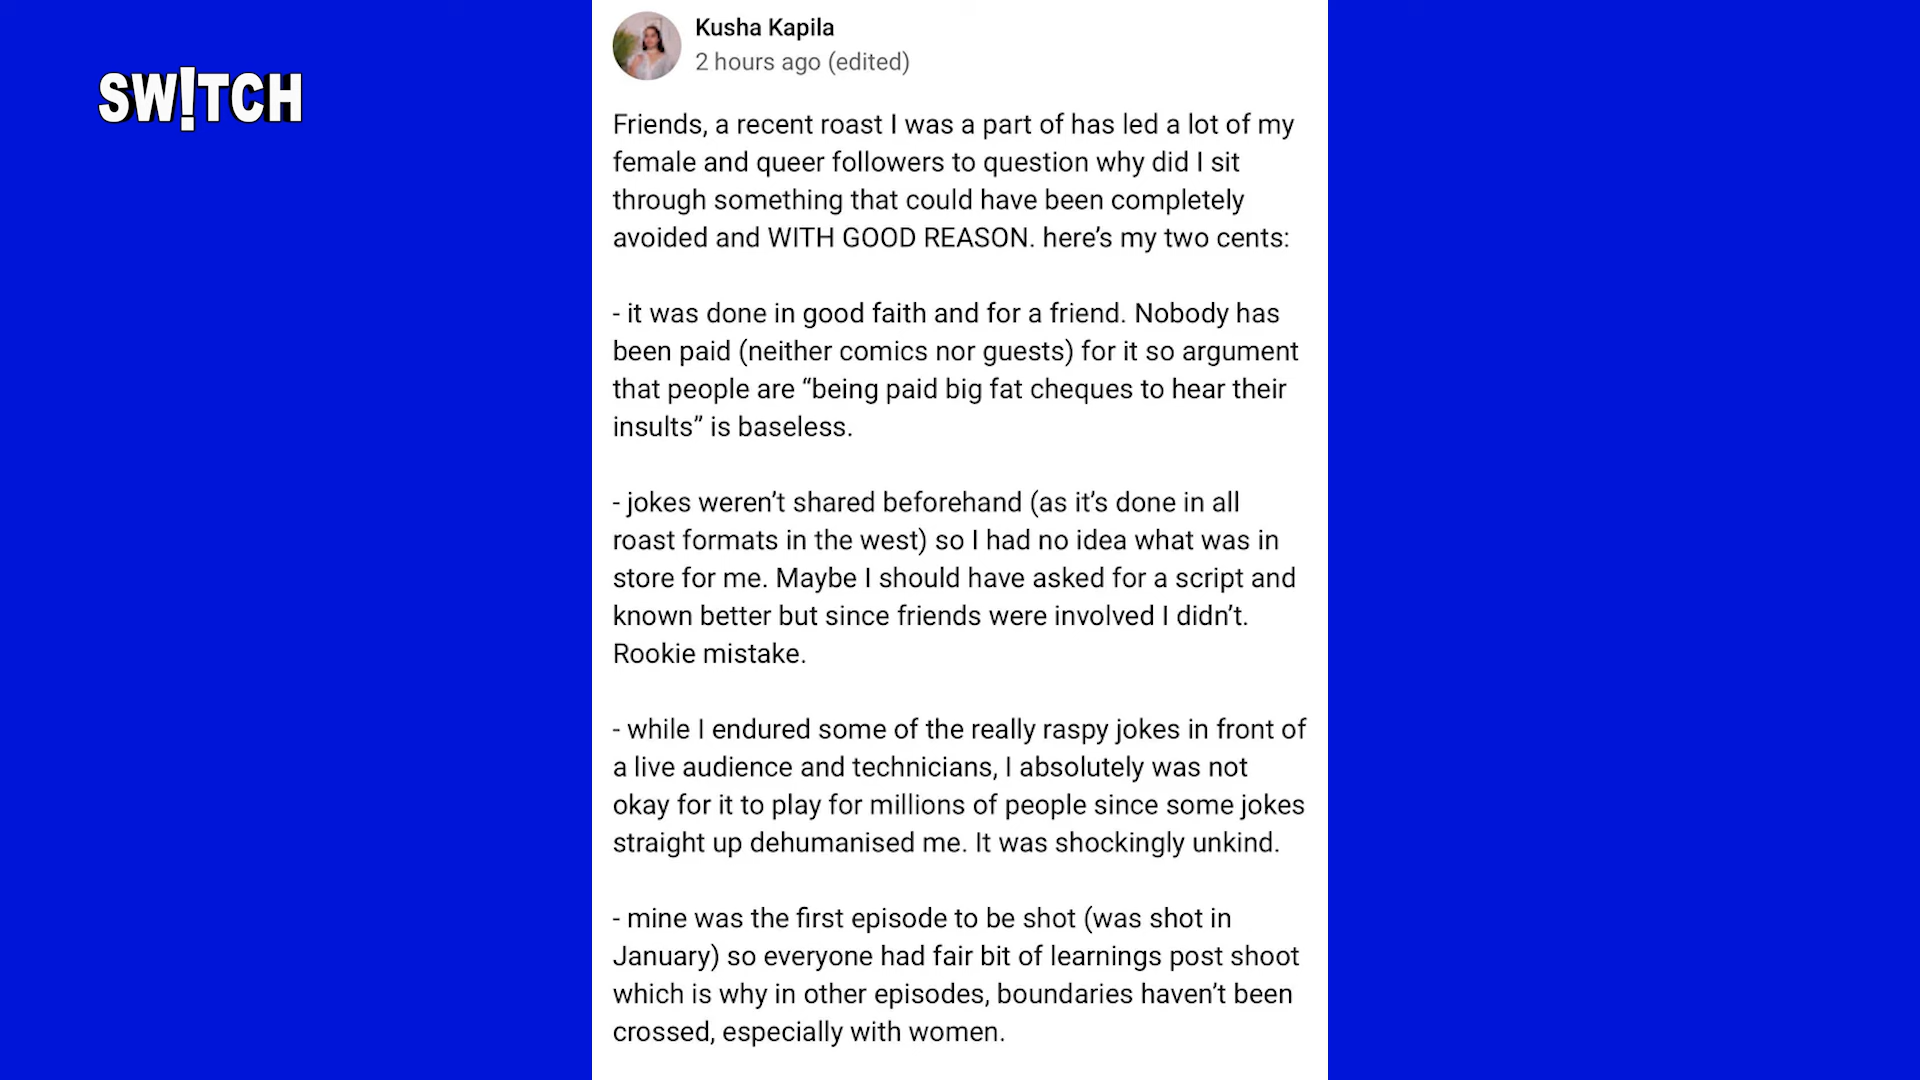 SW!TCH
Kusha Kapila
2 hours ago (edited)
Friends, a recent roast I was a part of has led a lot of my
female and queer followers to question why did I sit
through something that could have been completely
avoided and WITH GOOD REASON. here’s my two cents:
- it was done in good faith and for a friend. Nobody has
been paid (neither comics nor guests) for it so argument
that people are “being paid big fat cheques to hear their
insults” is baseless.
- jokes weren’t shared beforehand (as it’s done in all
roast formats in the west) so I had no idea what was in
store for me. Maybe I should have asked for a script and
known better but since friends were involved I didn’t.
Rookie mistake.
- while I endured some of the really raspy jokes in front of
a live audience and technicians, I absolutely was not
okay for it to play for millions of people since some jokes
straight up dehumanised me. It was shockingly unkind.
- mine was the first episode to be shot (was shot in
January) so everyone had fair bit of learnings post shoot
which is why in other episodes, boundaries haven’t been
crossed, especially with women.